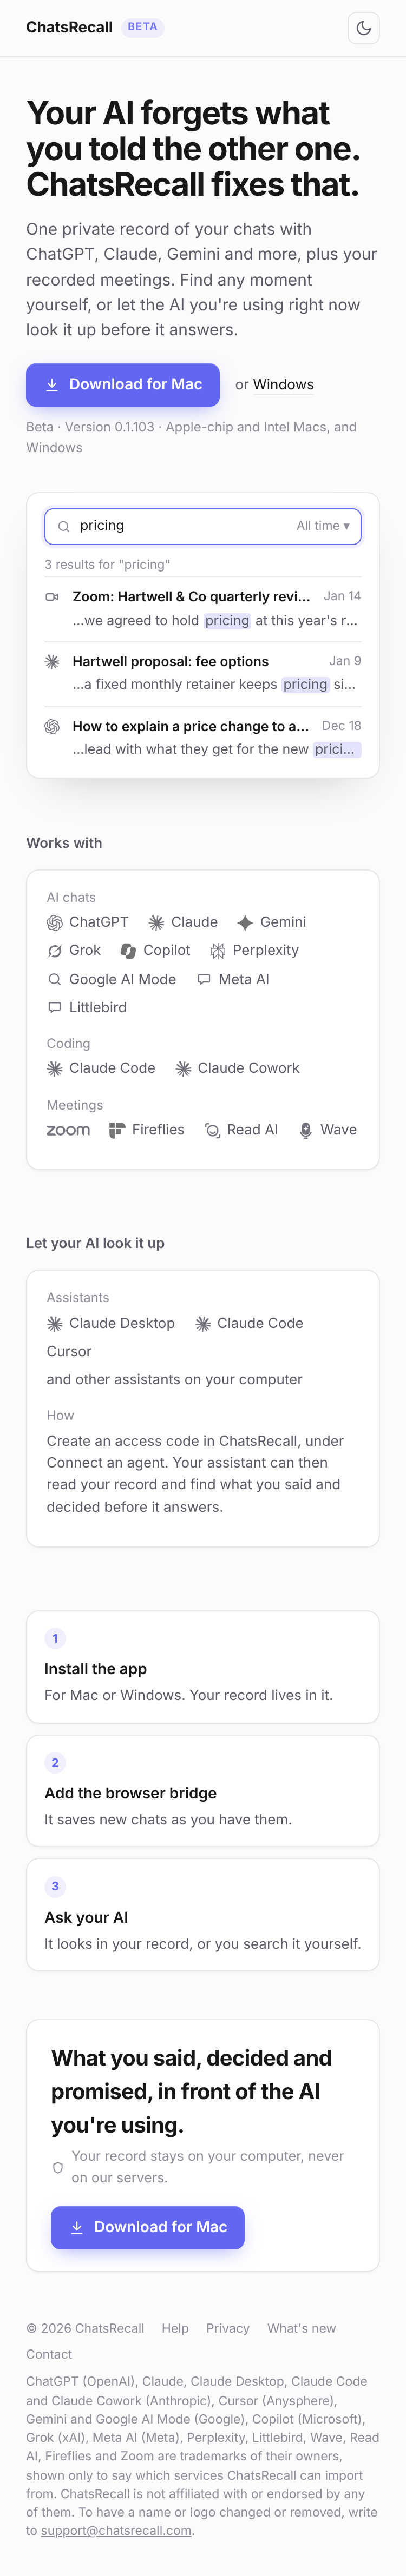 ChatsRecall BETA
Your AI forgets what
you told the other one.
ChatsRecall fixes that.
One private record of your chats with
ChatGPT, Claude, Gemini and more, plus your
recorded meetings. Find any moment
yourself, or let the AI you're using right now
look it up before it answers.
Download for Mac or Windows
Beta · Version 0.1.103 · Apple-chip and Intel Macs, and
Windows
pricing All time ▾
3 results for "pricing"
Zoom: Hartwell & Co quarterly revi... Jan 14
...we agreed to hold pricing at this year's r...
Hartwell proposal: fee options Jan 9
...a fixed monthly retainer keeps pricing si...
How to explain a price change to a... Dec 18
...lead with what they get for the new prici...
Works with
AI chats
ChatGPT Claude Gemini
Grok Copilot Perplexity
Google AI Mode Meta AI
Littlebird
Coding
Claude Code Claude Cowork
Meetings
zoom Fireflies Read AI Wave
Let your AI look it up
Assistants
Claude Desktop Claude Code
Cursor
and other assistants on your computer
How
Create an access code in ChatsRecall, under
Connect an agent. Your assistant can then
read your record and find what you said and
decided before it answers.
1
Install the app
For Mac or Windows. Your record lives in it.
2
Add the browser bridge
It saves new chats as you have them.
3
Ask your AI
It looks in your record, or you search it yourself.
What you said, decided and
promised, in front of the AI
you're using.
Your record stays on your computer, never
on our servers.
Download for Mac
© 2026 ChatsRecall Help Privacy What's new
Contact
ChatGPT (OpenAI), Claude, Claude Desktop, Claude Code
and Claude Cowork (Anthropic), Cursor (Anysphere),
Gemini and Google AI Mode (Google), Copilot (Microsoft),
Grok (xAI), Meta AI (Meta), Perplexity, Littlebird, Wave, Read
AI, Fireflies and Zoom are trademarks of their owners,
shown only to say which services ChatsRecall can import
from. ChatsRecall is not affiliated with or endorsed by any
of them. To have a name or logo changed or removed, write
to support@chatsrecall.com.